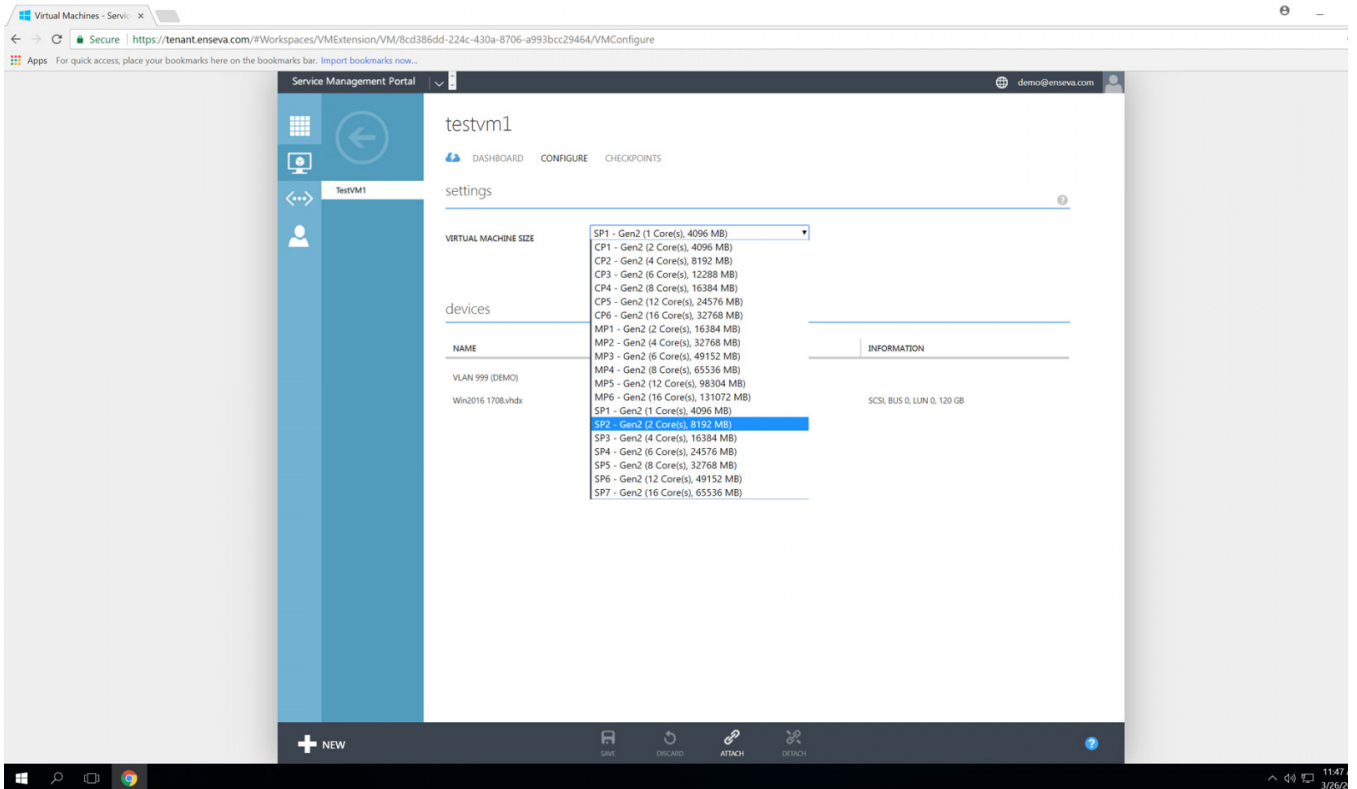 Virtual Machines - Servic
Secure https://tenant.enseva.com/#Workspaces/VMExtension/VM/8cd386dd-224c-430a-8706-a993bcc29464/VMConfigure
Apps For quick access, place your bookmarks here on the bookmarks bar. Import bookmarks now...
Service Management Portal demo@enseva.com
testvm1
DASHBOARD CONFIGURE CHECKPOINTS
TestVM1
settings
VIRTUAL MACHINE SIZE
SP1 - Gen2 (1 Core(s), 4096 MB)
CP1 - Gen2 (2 Core(s), 4096 MB)
CP2 - Gen2 (4 Core(s), 8192 MB)
CP3 - Gen2 (6 Core(s), 12288 MB)
CP4 - Gen2 (8 Core(s), 16384 MB)
CP5 - Gen2 (12 Core(s), 24576 MB)
CP6 - Gen2 (16 Core(s), 32768 MB)
MP1 - Gen2 (2 Core(s), 16384 MB)
MP2 - Gen2 (4 Core(s), 32768 MB)
MP3 - Gen2 (6 Core(s), 49152 MB)
MP4 - Gen2 (8 Core(s), 65536 MB)
MP5 - Gen2 (12 Core(s), 98304 MB)
MP6 - Gen2 (16 Core(s), 131072 MB)
SP1 - Gen2 (1 Core(s), 4096 MB)
SP2 - Gen2 (2 Core(s), 8192 MB)
SP3 - Gen2 (4 Core(s), 16384 MB)
SP4 - Gen2 (6 Core(s), 24576 MB)
SP5 - Gen2 (8 Core(s), 32768 MB)
SP6 - Gen2 (12 Core(s), 49152 MB)
SP7 - Gen2 (16 Core(s), 65536 MB)
devices
NAME INFORMATION
VLAN 999 (DEMO)
Win2016 1708.vhdx SCSI, BUS 0, LUN 0, 120 GB
NEW SAVE DISCARD ATTACH DETACH
11:47
3/26/2